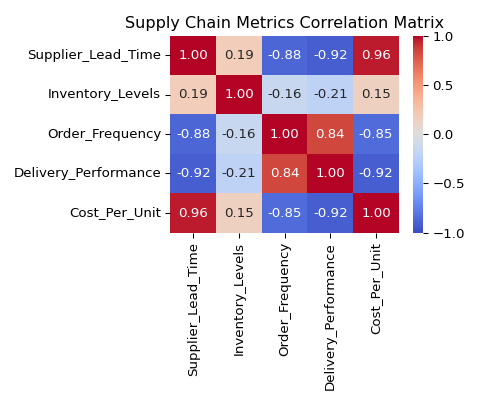 Supply Chain Metrics Correlation Matrix
Supplier_Lead_Time 1.00 0.19 -0.88 -0.92 0.96
Inventory_Levels 0.19 1.00 -0.16 -0.21 0.15
Order_Frequency -0.88 -0.16 1.00 0.84 -0.85
Delivery_Performance -0.92 -0.21 0.84 1.00 -0.92
Cost_Per_Unit 0.96 0.15 -0.85 -0.92 1.00
Supplier_Lead_Time
Inventory_Levels
Order_Frequency
Delivery_Performance
Cost_Per_Unit
1.0
0.5
0.0
−0.5
−1.0